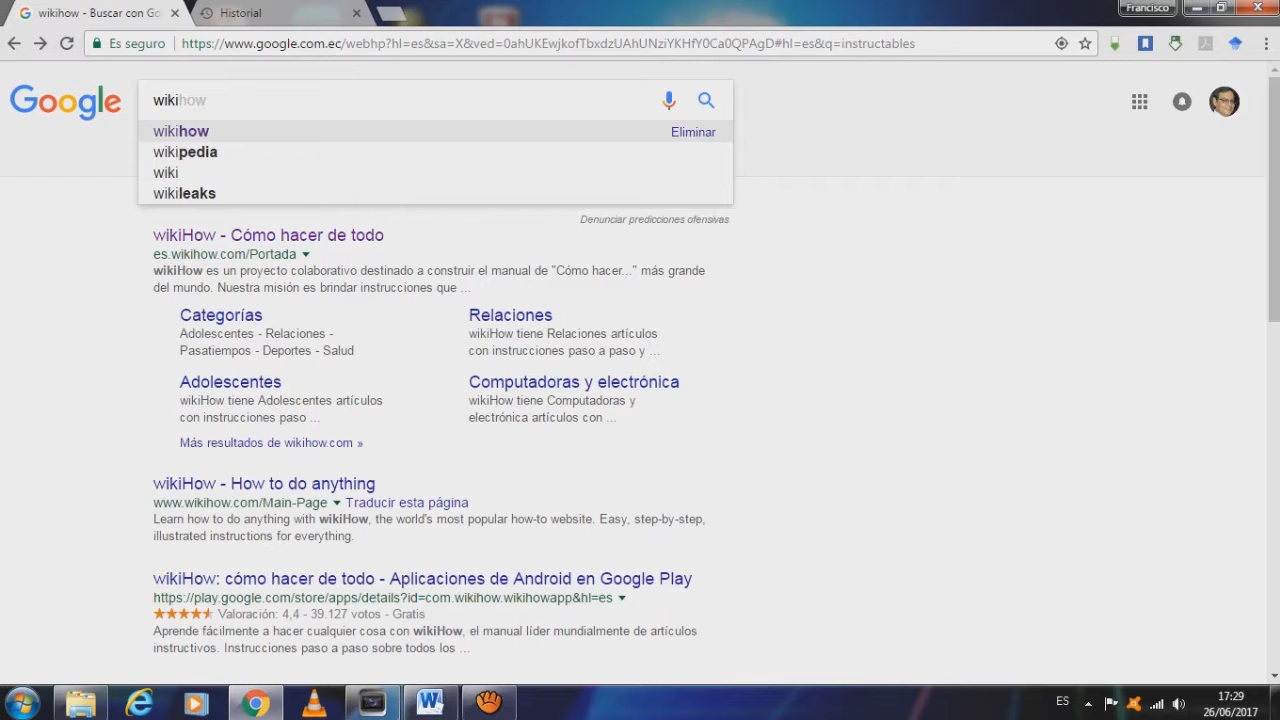 wikihow - Buscar con Go
Historial
Francisco
Es seguro
https://www.google.com.ec/webhp?hl=es&sa=X&ved=0ahUKEwjkofTbxdzUAhUNziYKHfY0Ca0QPAgD#hl=es&q=instructables
Google
wikihow
wikihow
Eliminar
wikipedia
wiki
wikileaks
Denunciar predicciones ofensivas
wikiHow - Cómo hacer de todo
es.wikihow.com/Portada
wikiHow es un proyecto colaborativo destinado a construir el manual de "Cómo hacer..." más grande
del mundo. Nuestra misión es brindar instrucciones que ...
Categorías
Adolescentes - Relaciones -
Pasatiempos - Deportes - Salud
Relaciones
wikiHow tiene Relaciones artículos
con instrucciones paso a paso y ...
Adolescentes
wikiHow tiene Adolescentes artículos
con instrucciones paso ...
Computadoras y electrónica
wikiHow tiene Computadoras y
electrónica artículos con ...
Más resultados de wikihow.com »
wikiHow - How to do anything
www.wikihow.com/Main-Page
Traducir esta página
Learn how to do anything with wikiHow, the world's most popular how-to website. Easy, step-by-step,
illustrated instructions for everything.
wikiHow: cómo hacer de todo - Aplicaciones de Android en Google Play
https://play.google.com/store/apps/details?id=com.wikihow.wikihowapp&hl=es
Valoración: 4,4 - 39.127 votos - Gratis
Aprende fácilmente a hacer cualquier cosa con wikiHow, el manual líder mundialmente de artículos
instructivos. Instrucciones paso a paso sobre todos los ...
ES
17:29
26/06/2017